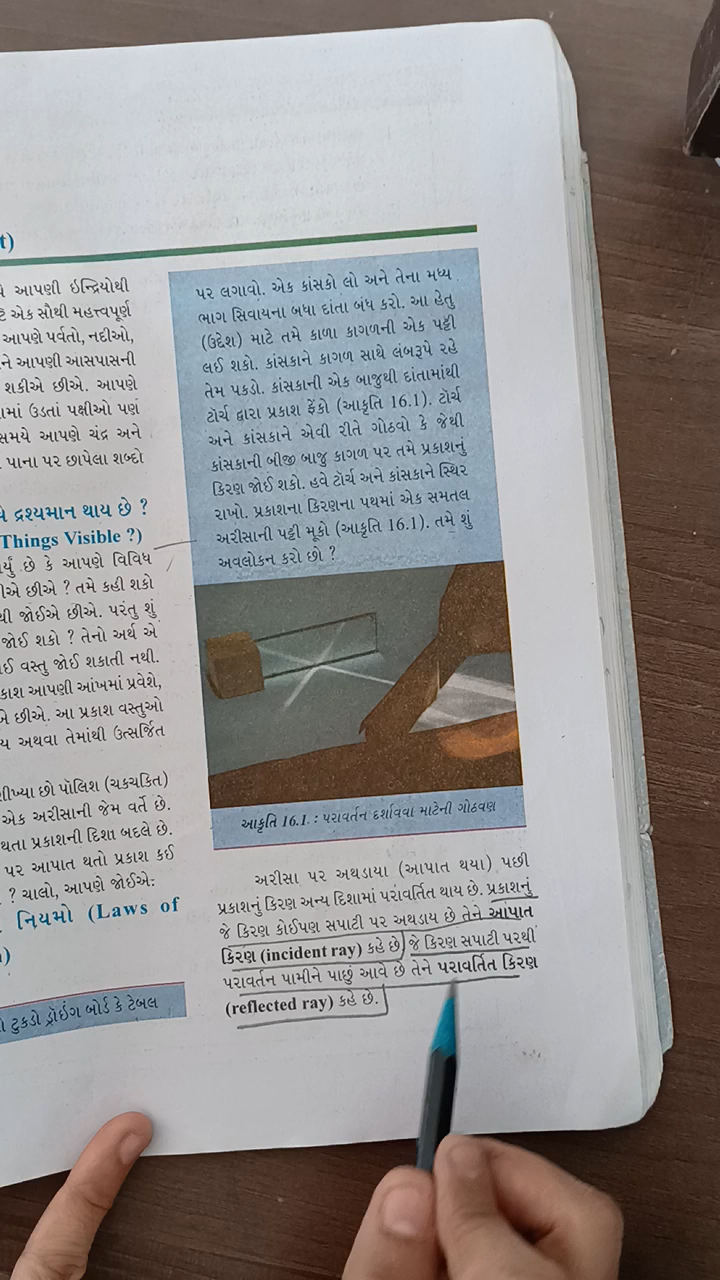 t)
આપણી ઇન્દ્રિયોથી
એક સૌથી મહત્ત્વપૂર્ણ
આપણે પર્વતો, નદીઓ,
ને આપણી આસપાસની
શકીએ છીએ. આપણે
ઉડતાં પક્ષીઓ પણ
સમયે આપણે ચંદ્ર અને
પાના પર છાપેલા શબ્દો
દ્રશ્યમાન થાય છે ?
Things Visible ?)
છે કે આપણે વિવિધ
છીએ ? તમે કહી શકો
જોઈએ છીએ. પરંતુ શું
જોઈ શકો ? તેનો અર્થ એ
વસ્તુ જોઈ શકાતી નથી.
આપણી આંખમાં પ્રવેશે,
છીએ. આ પ્રકાશ વસ્તુઓ
અથવા તેમાંથી ઉત્સર્જિત
છો પૉલિશ (ચકચકિત)
એક અરીસાની જેમ વર્તે છે.
થતા પ્રકાશની દિશા બદલે છે.
પર આપાત થતો પ્રકાશ કઈ
? ચાલો, આપણે જોઈએ:
નિયમો (Laws of
ટુકડો ડ્રૉઇંગ બોર્ડ કે ટેબલ
પર લગાવો. એક કાંસકો લો અને તેના મધ્ય
ભાગ સિવાયના બધા દાંતા બંધ કરો. આ હેતુ
(ઉદેશ) માટે તમે કાળા કાગળની એક પટ્ટી
લઈ શકો. કાંસકાને કાગળ સાથે લંબરૂપે રહે
તેમ પકડો. કાંસકાની એક બાજુથી દાંતામાંથી
ટૉર્ચ દ્વારા પ્રકાશ ફેંકો (આકૃતિ 16.1). ટૉર્ચ
અને કાંસકાને એવી રીતે ગોઠવો કે જેથી
કાંસકાની બીજી બાજુ કાગળ પર તમે પ્રકાશનું
કિરણ જોઈ શકો. હવે ટૉર્ચ અને કાંસકાને સ્થિર
રાખો. પ્રકાશના કિરણના પથમાં એક સમતલ
અરીસાની પટ્ટી મૂકો (આકૃતિ 16.1). તમે શું
અવલોકન કરો છો ?
આકૃતિ 16.1 : પરાવર્તન દર્શાવવા માટેની ગોઠવણ
અરીસા પર અથડાયા (આપાત થયા) પછી
પ્રકાશનું કિરણ અન્ય દિશામાં પરાવર્તિત થાય છે. પ્રકાશનું
જે કિરણ કોઈપણ સપાટી પર અથડાય છે તેને આપાત
કિરણ (incident ray) કહે છે. જે કિરણ સપાટી પરથી
પરાવર્તન પામીને પાછું આવે છે તેને પરાવર્તિત કિરણ
(reflected ray) કહે છે.